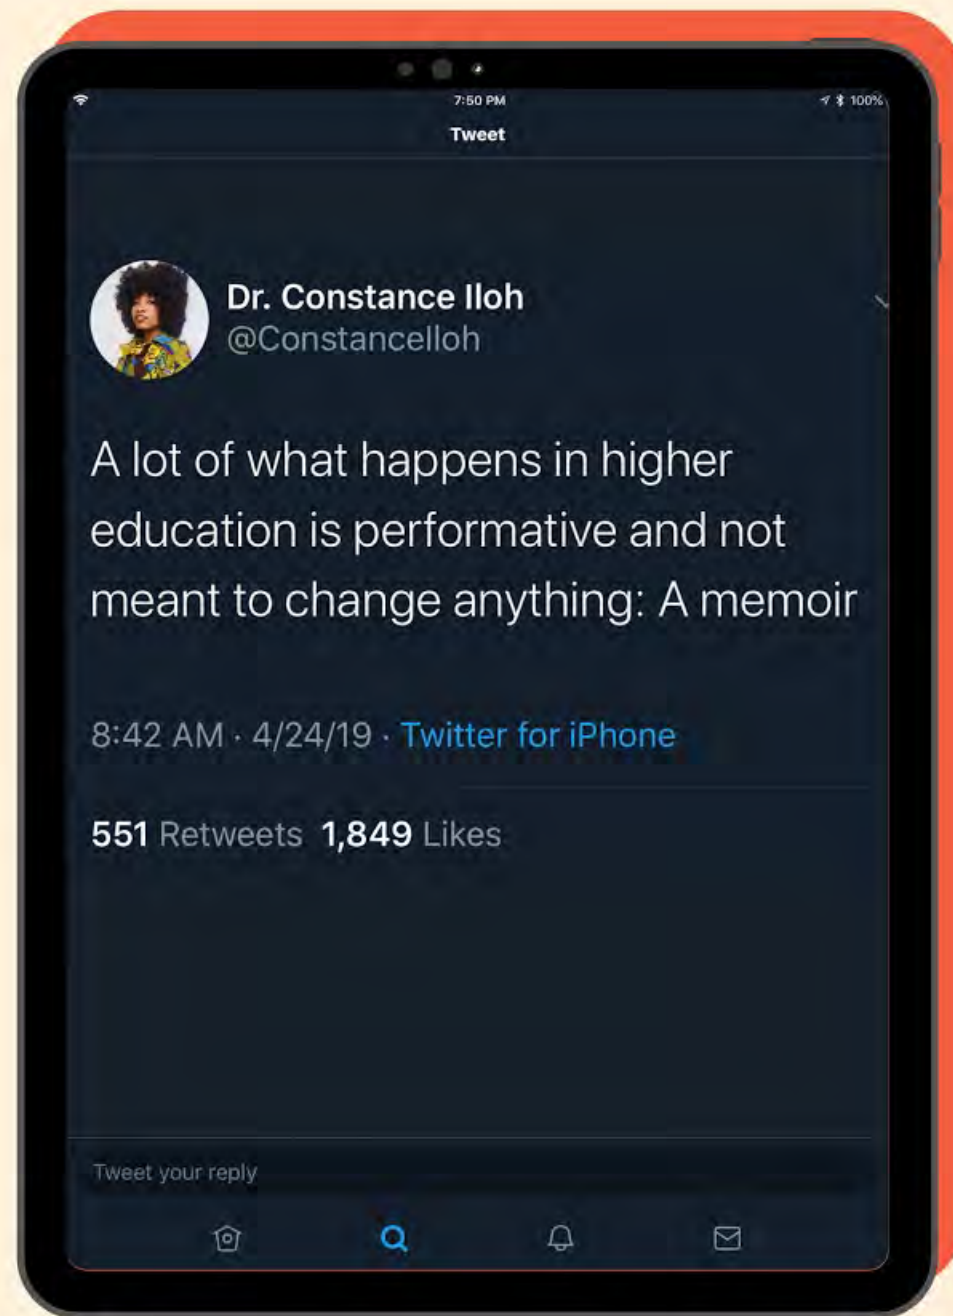 7:50 PM
100%
Tweet
Dr. Constance Iloh
@ConstanceIloh
A lot of what happens in higher
education is performative and not
meant to change anything: A memoir
8:42 AM · 4/24/19 · Twitter for iPhone
551 Retweets 1,849 Likes
Tweet your reply